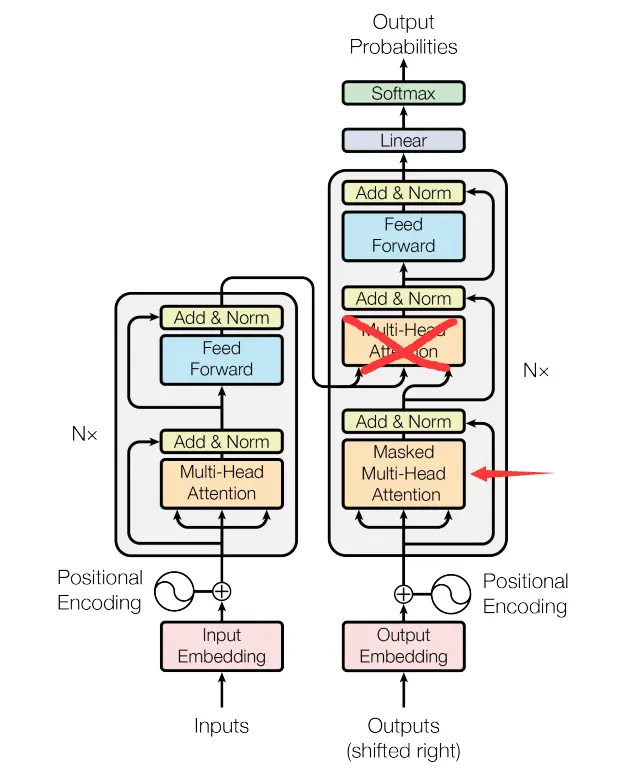 Output
Probabilities
Softmax
Linear
Add & Norm
Feed
Forward
Add & Norm
Multi-Head
Attention
Nx
Add & Norm
Masked
Multi-Head
Attention
Positional
Encoding
Output
Embedding
Outputs
(shifted right)
Add & Norm
Feed
Forward
Nx
Add & Norm
Multi-Head
Attention
Positional
Encoding
Input
Embedding
Inputs